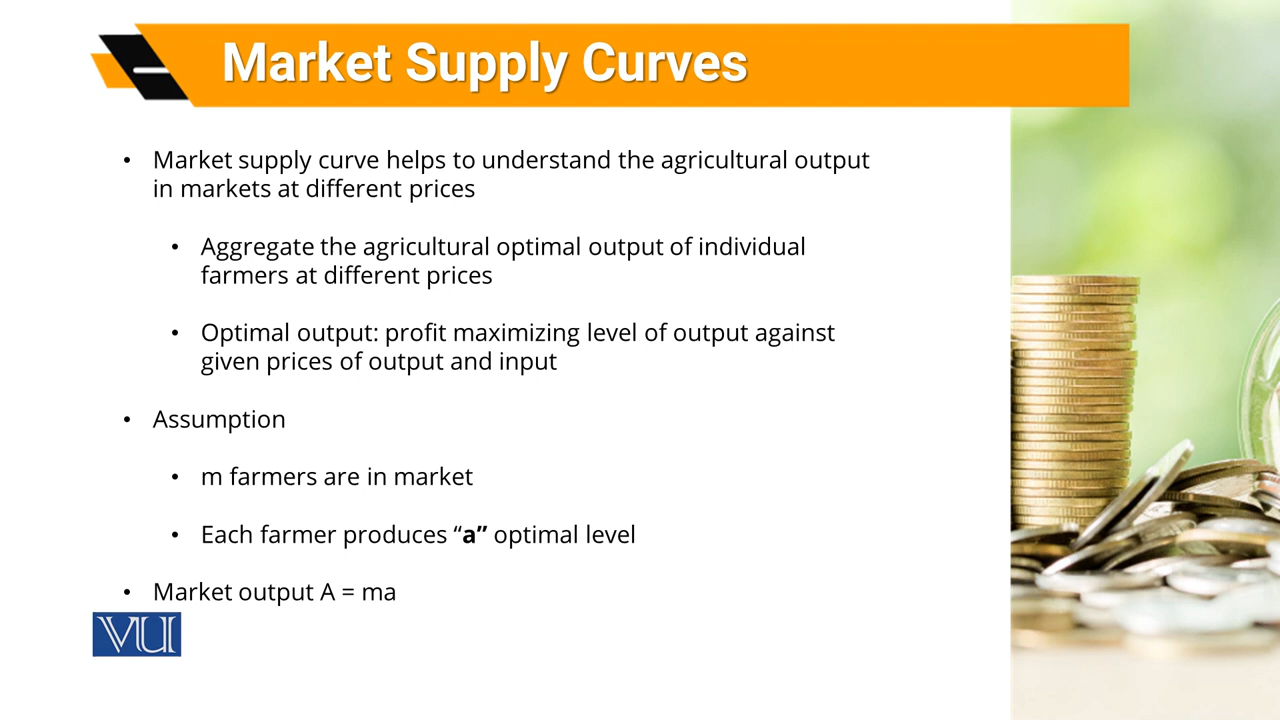 Market Supply Curves
• Market supply curve helps to understand the agricultural output
in markets at different prices
• Aggregate the agricultural optimal output of individual
farmers at different prices
• Optimal output: profit maximizing level of output against
given prices of output and input
• Assumption
• m farmers are in market
• Each farmer produces “a” optimal level
• Market output A = ma
VU